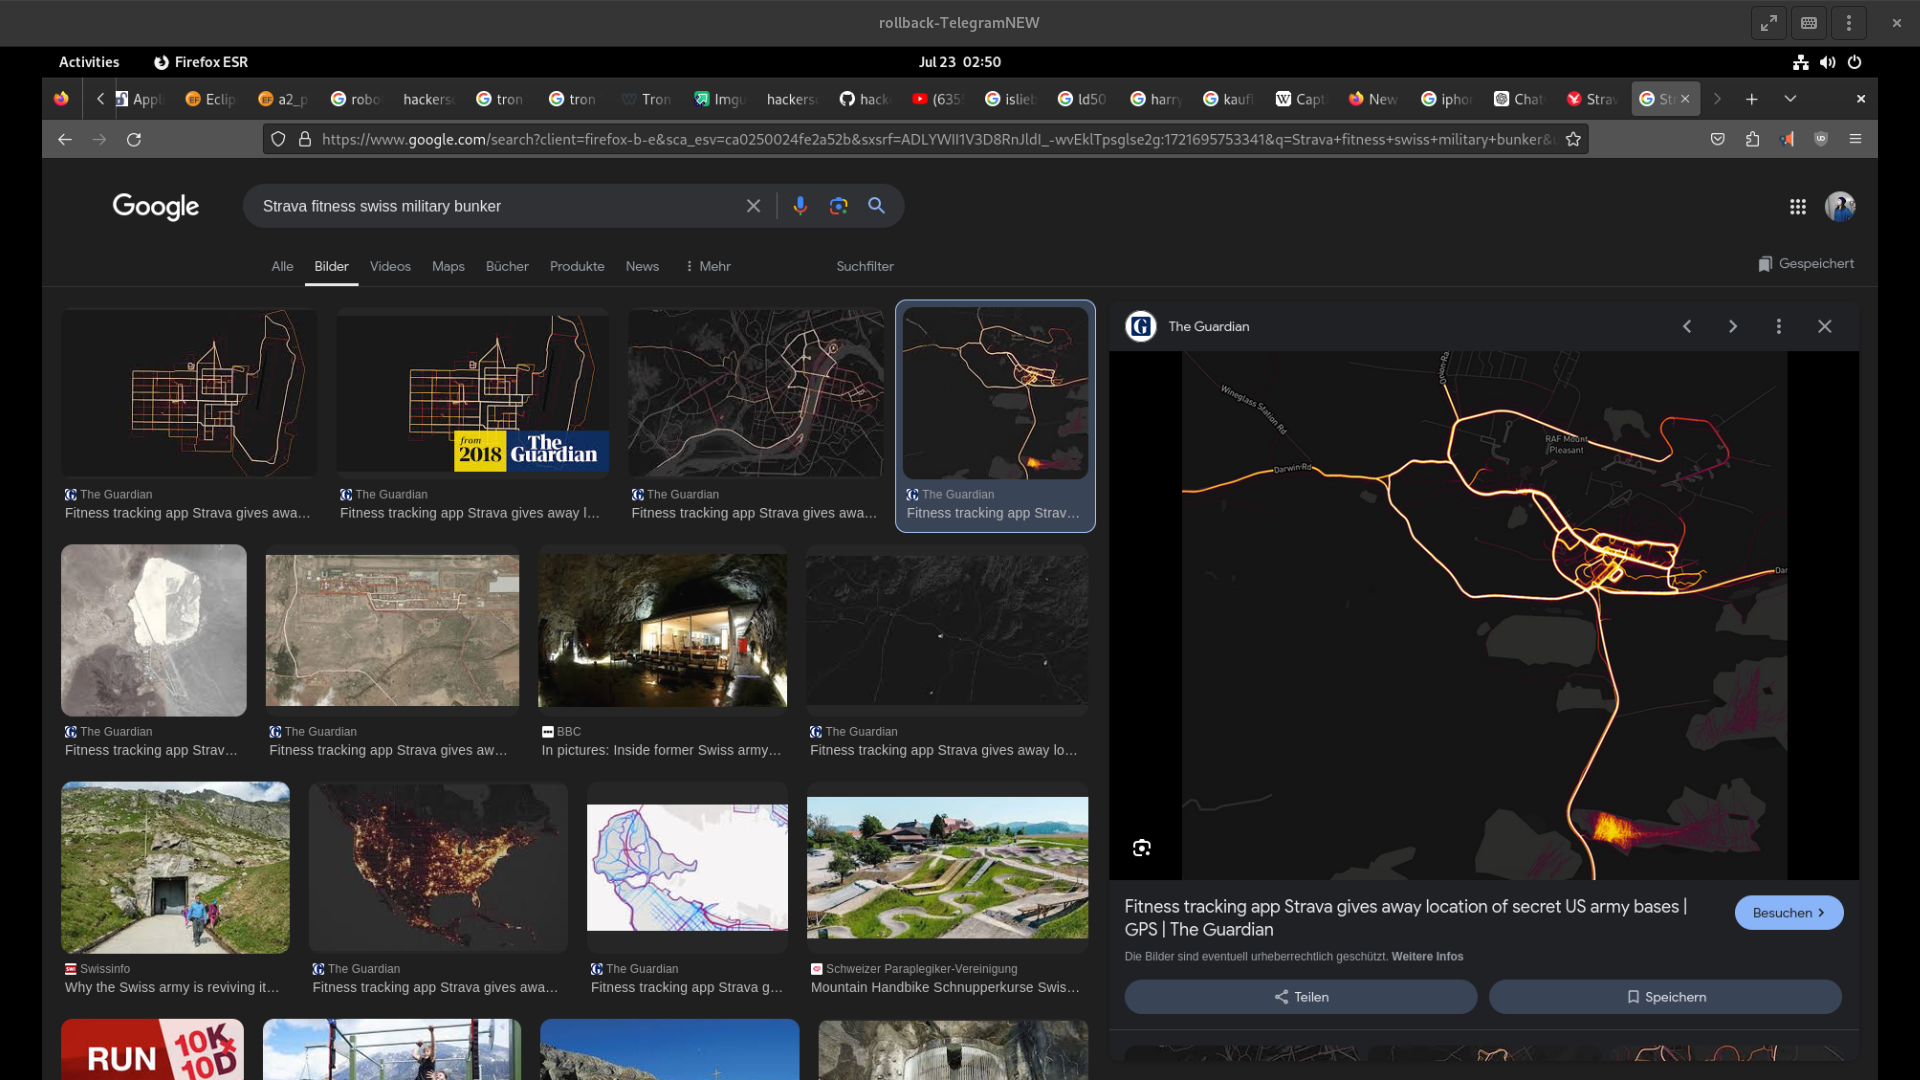 rollback-TelegramNEW
Activities
Firefox ESR
Jul 23 02:50
Appli
Eclip
a2_p
robo
hackersc
tron
tron
Tron
Imgu
hackersc
hack
(635
islieb
ld50
harry
kaufl
Capt
New
iphor
Chat
Strav
Str
https://www.google.com/search?client=firefox-b-e&sca_esv=ca0250024fe2a52b&sxsrf=ADLYWII1V3D8RnJldI_-wvEklTpsglse2g:1721695753341&q=Strava+fitness+swiss+military+bunker&
Google
Strava fitness swiss military bunker
Alle
Bilder
Videos
Maps
Bücher
Produkte
News
Mehr
Suchfilter
Gespeichert
from
2018
The
Guardian
The Guardian
Fitness tracking app Strava gives awa…
The Guardian
Fitness tracking app Strava gives away l…
The Guardian
Fitness tracking app Strava gives awa…
The Guardian
Fitness tracking app Strav…
The Guardian
Fitness tracking app Strav…
The Guardian
Fitness tracking app Strava gives aw…
BBC
In pictures: Inside former Swiss army…
The Guardian
Fitness tracking app Strava gives away lo…
Swissinfo
Why the Swiss army is reviving it…
The Guardian
Fitness tracking app Strava gives awa…
The Guardian
Fitness tracking app Strava g…
Schweizer Paraplegiker-Vereinigung
Mountain Handbike Schnupperkurse Swis…
RUN
10K
10D
The Guardian
Wineglass Station Rd
Darwin-Rd
RAF Mount
Pleasant
Dar
Fitness tracking app Strava gives away location of secret US army bases |
GPS | The Guardian
Besuchen
Die Bilder sind eventuell urheberrechtlich geschützt. Weitere Infos
Teilen
Speichern